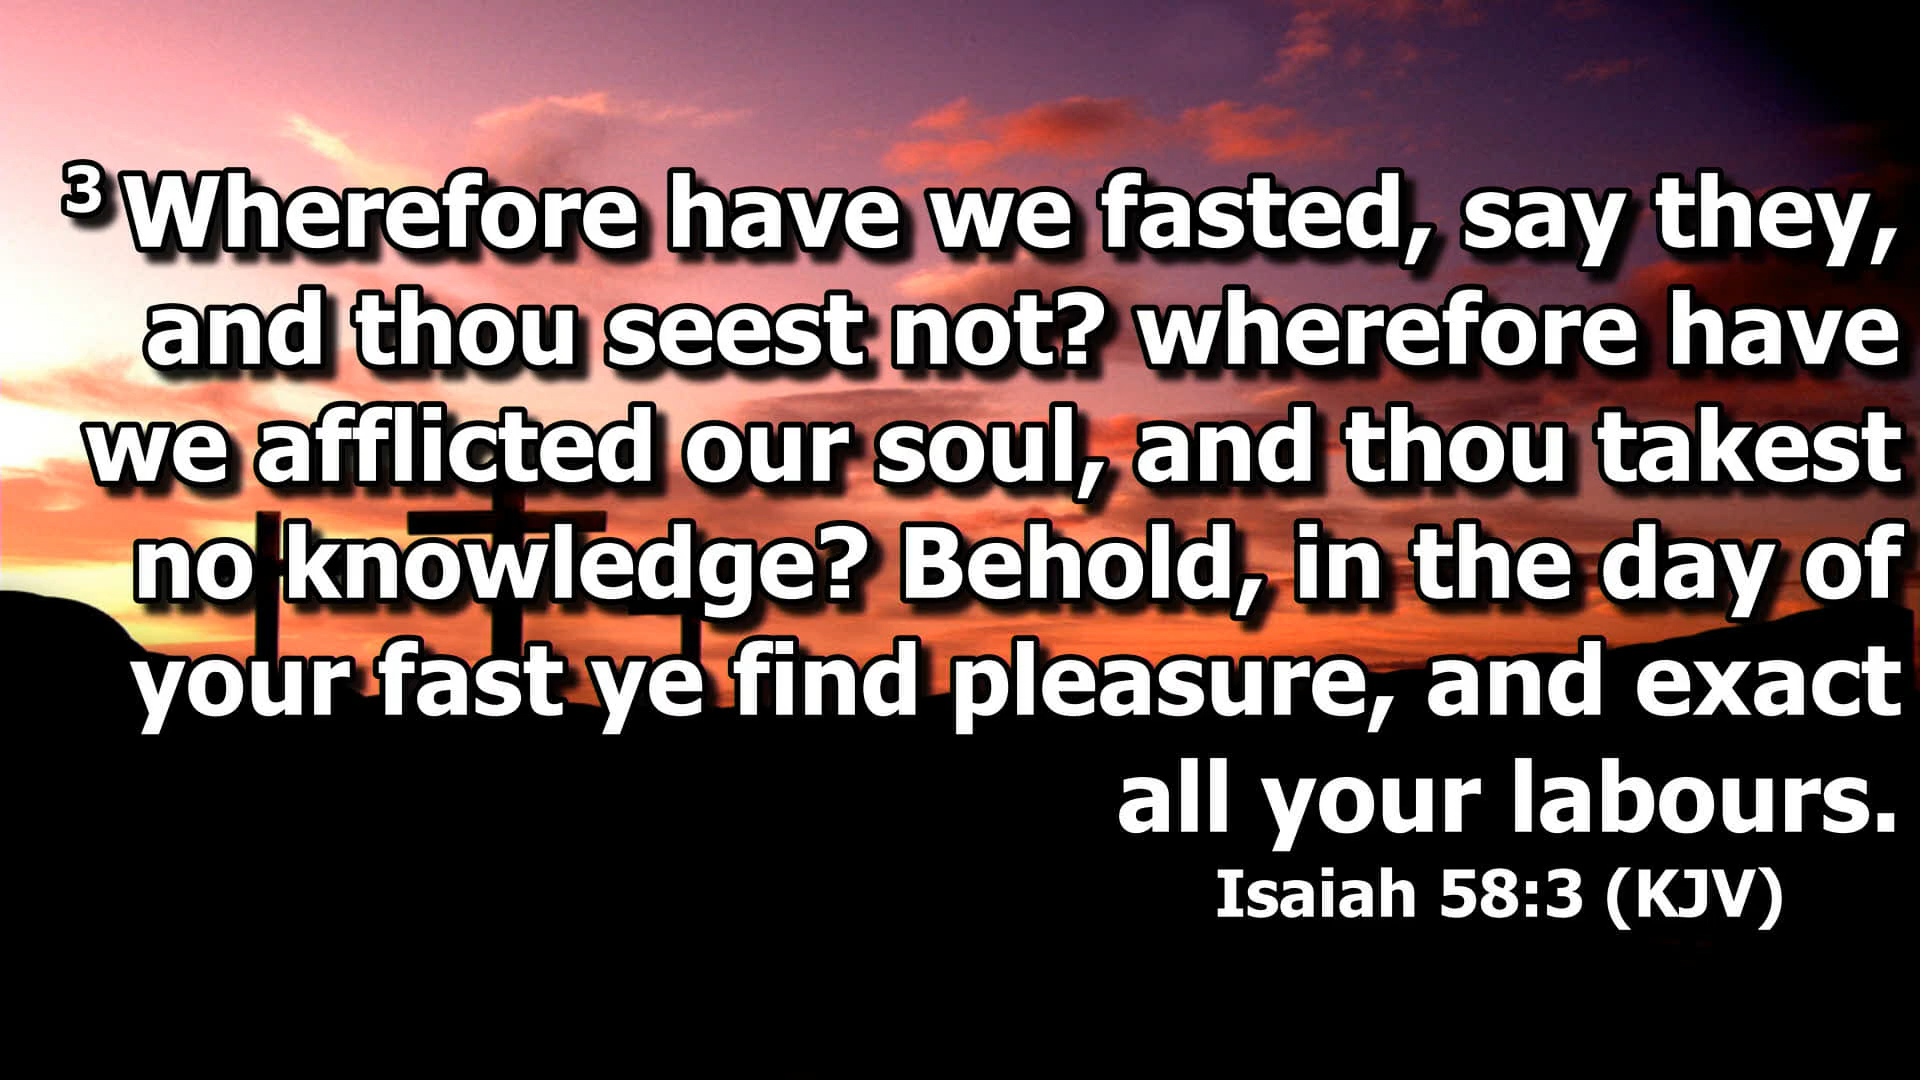 3 Wherefore have we fasted, say they,
and thou seest not? wherefore have
we afflicted our soul, and thou takest
no knowledge? Behold, in the day of
your fast ye find pleasure, and exact
all your labours.
Isaiah 58:3 (KJV)